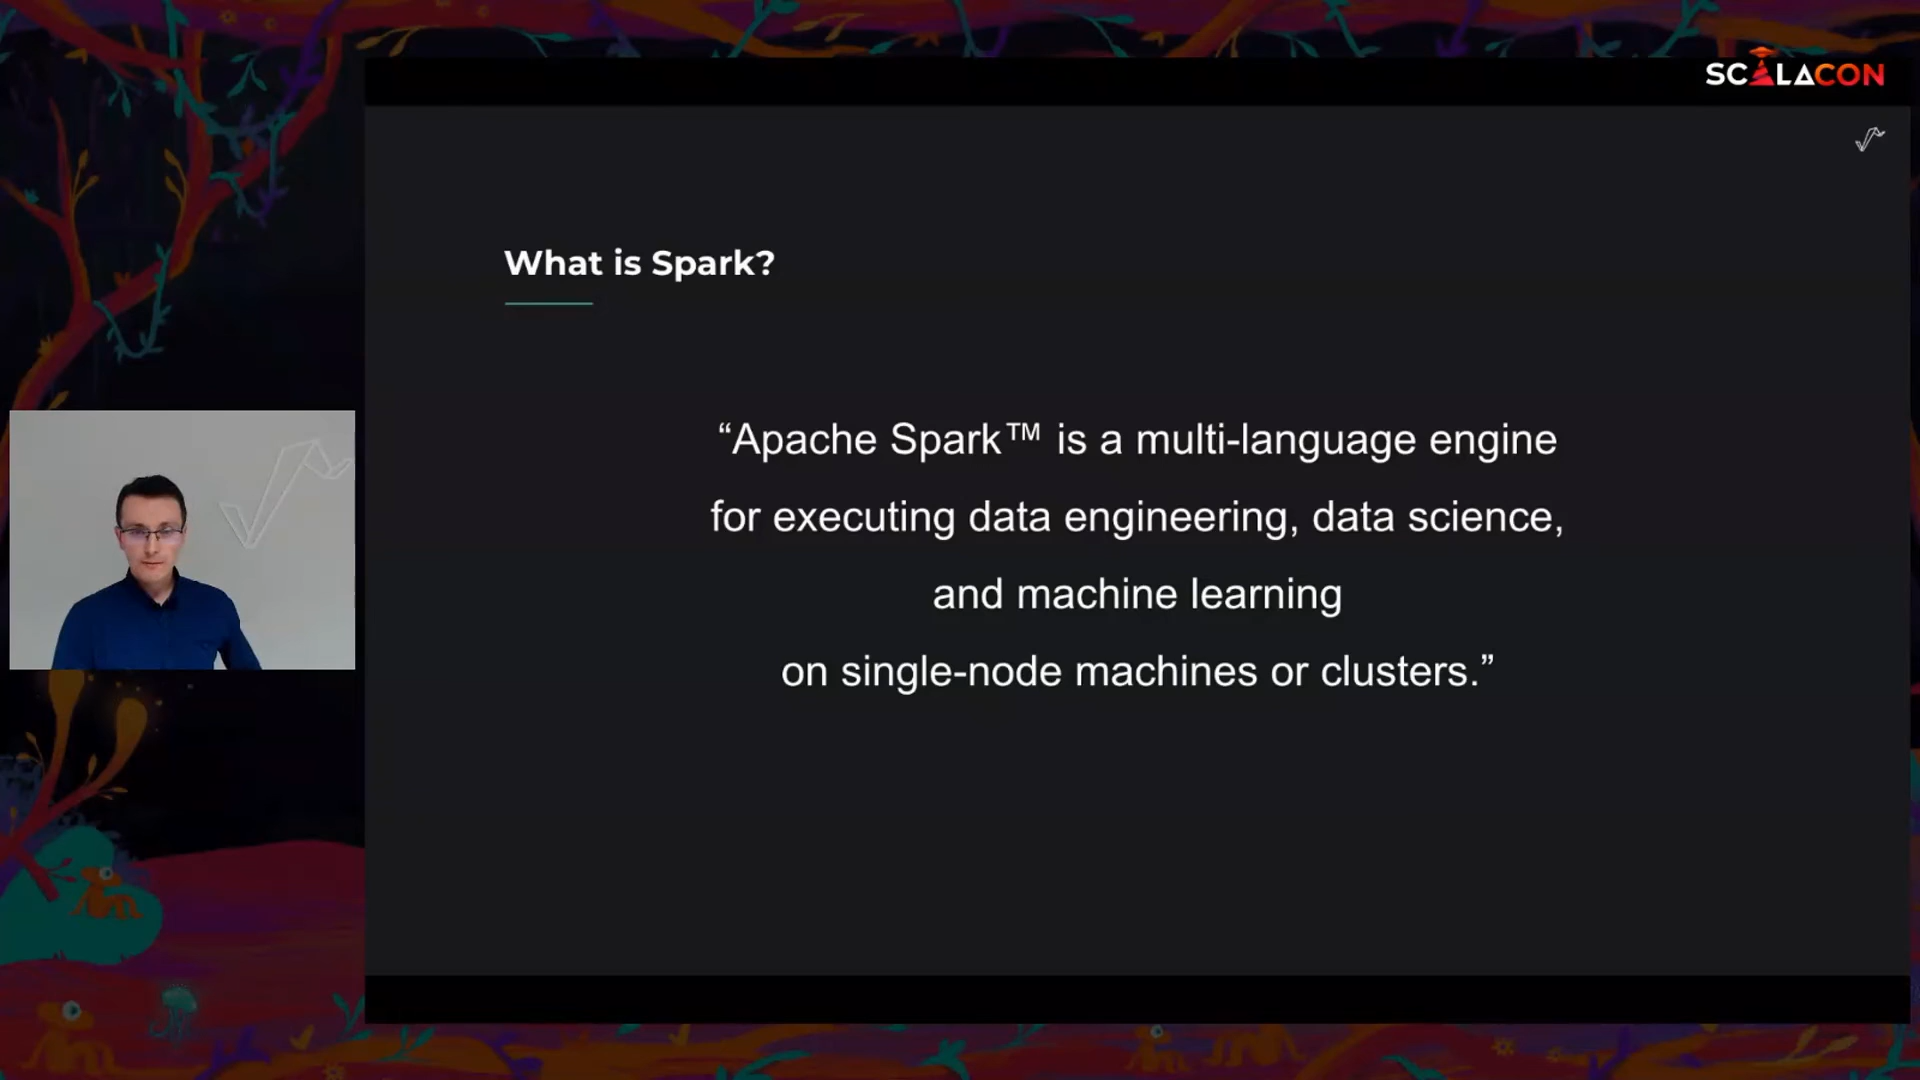 SCALACON
What is Spark?
“Apache Spark™ is a multi-language engine
for executing data engineering, data science,
and machine learning
on single-node machines or clusters.”